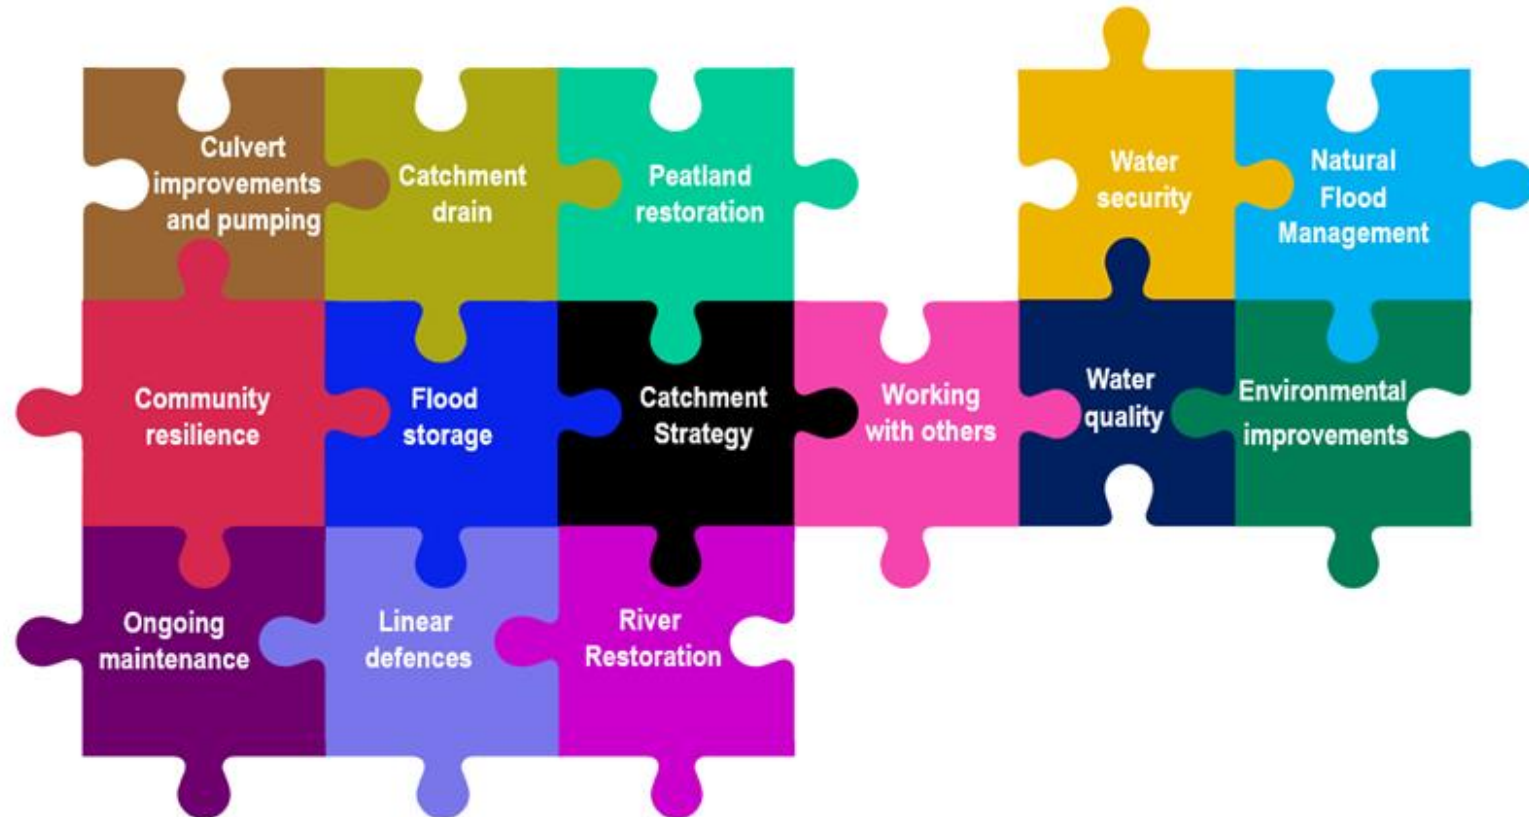 Culvert
improvements
and pumping
Catchment
drain
Peatland
restoration
Water
security
Natural
Flood
Management
Community
resilience
Flood
storage
Catchment
Strategy
Working
with others
Water
quality
Environmental
improvements
Ongoing
maintenance
Linear
defences
River
Restoration